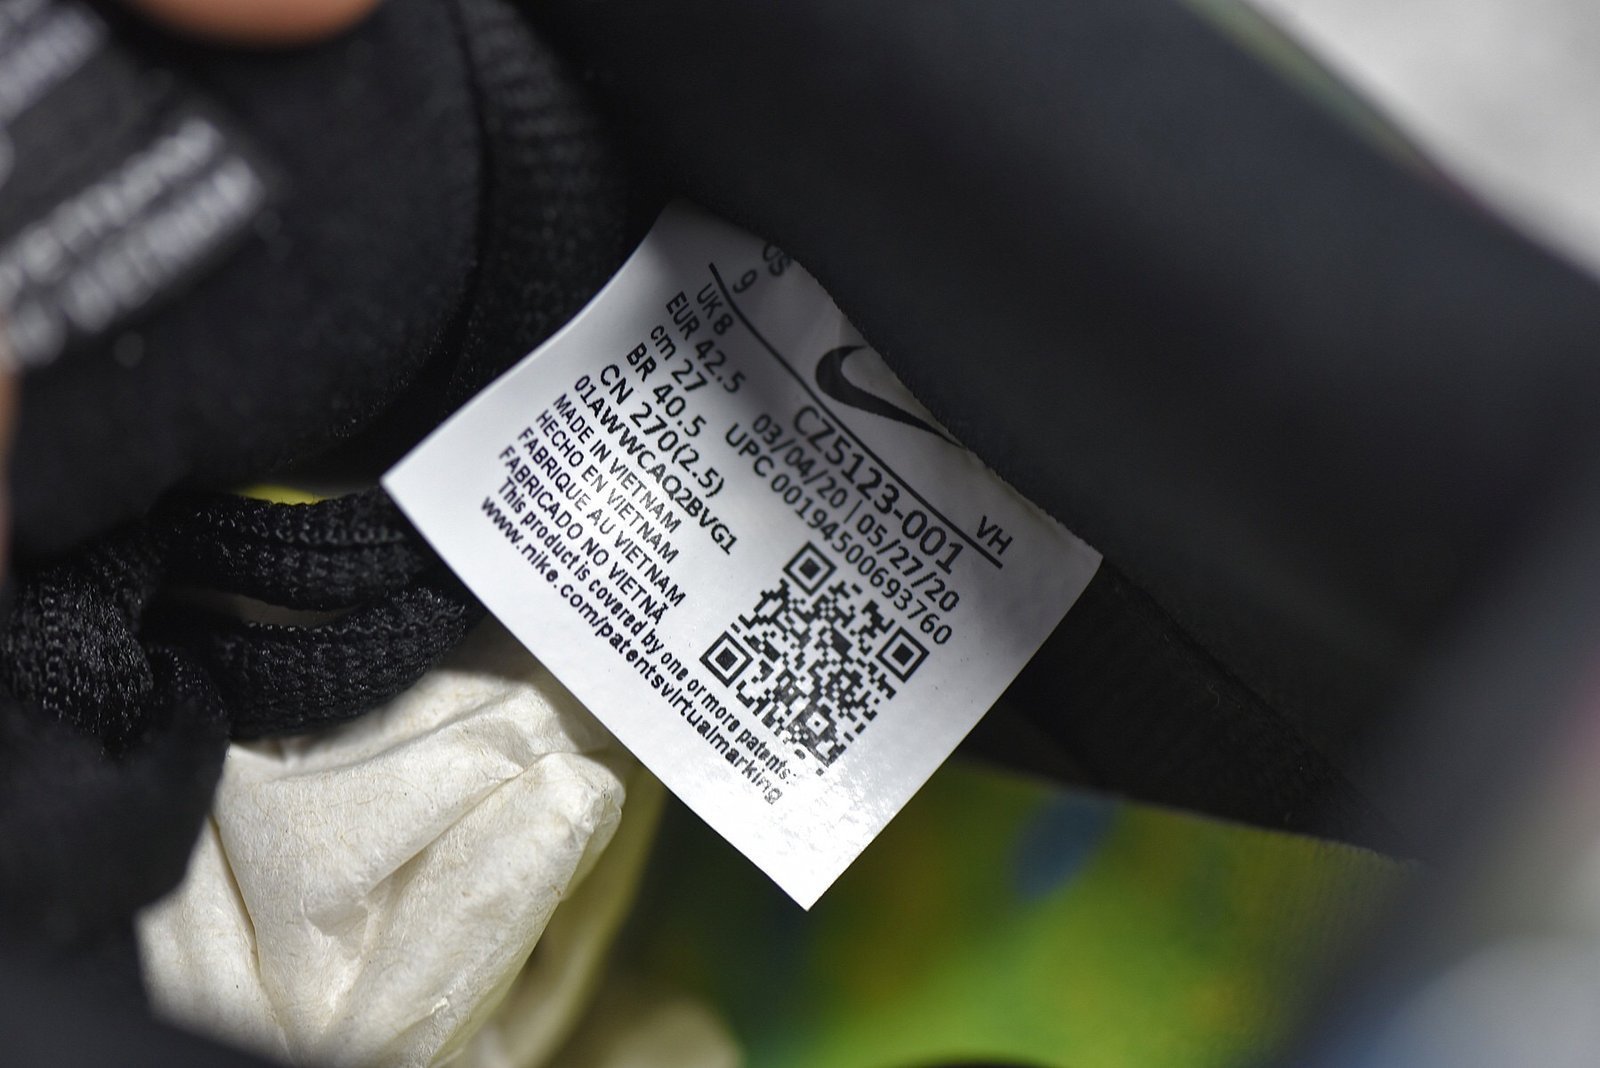 US
9
UK 8
EUR 42.5
cm 27
BR 40.5
CN 270(2.5)
01AWWCAQ2BVG1
MADE IN VIETNAM
HECHO EN VIETNAM
FABRIQUE AU VIETNAM
FABRICADO NO VIETNÃ
This product is covered by one or more patents:
www.nike.com/patentsvirtualmarking
VH
CZ5123-001
03/04/20 | 05/27/20
UPC 00194500693760